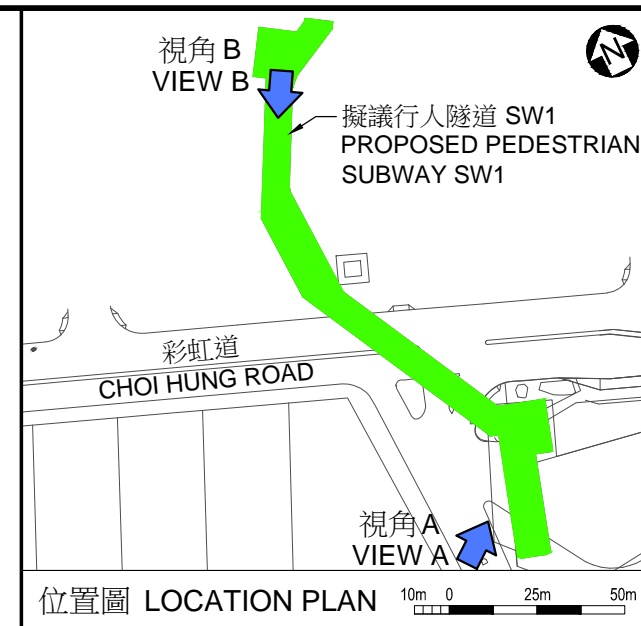 視角 B
VIEW B
N
擬議行人隧道 SW1
PROPOSED PEDESTRIAN
SUBWAY SW1
彩虹道
CHOI HUNG ROAD
視角 A
VIEW A
位置圖 LOCATION PLAN
10m 0 25m 50m